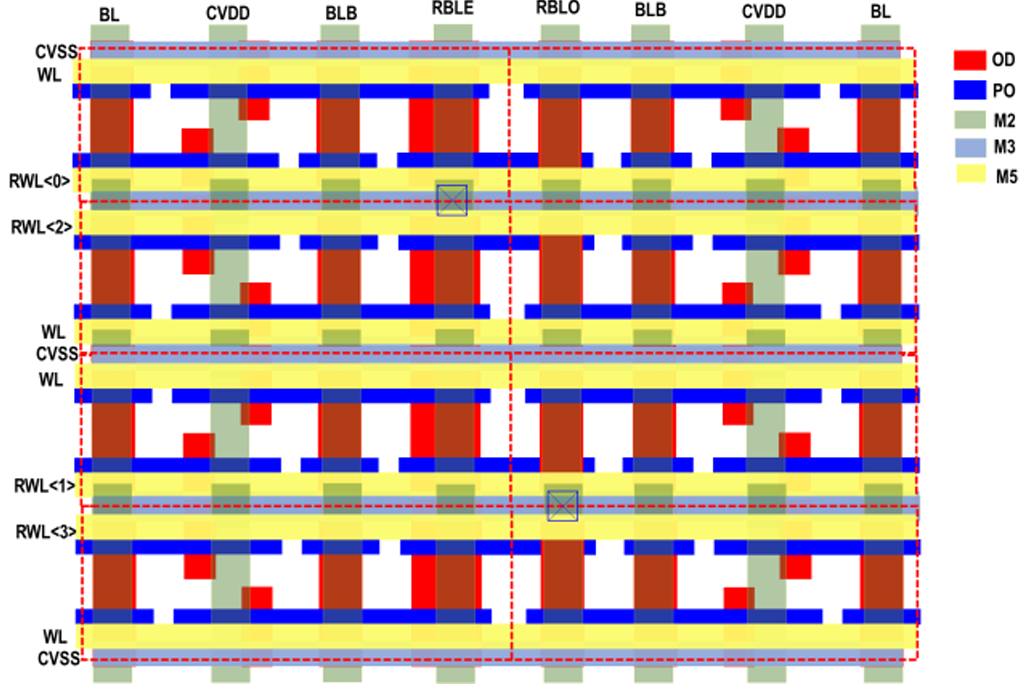 BL CVDD BLB RBLE RBLO BLB CVDD BL
CVSS
WL
OD
PO
M2
M3
M5
RWL<0>
RWL<2>
WL
CVSS
WL
RWL<1>
RWL<3>
WL
CVSS